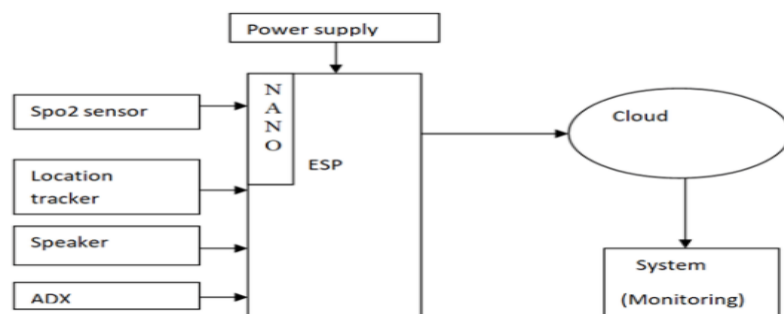 Power supply
Spo2 sensor
N
A
N
O
ESP
Location
tracker
Speaker
ADX
Cloud
System
(Monitoring)